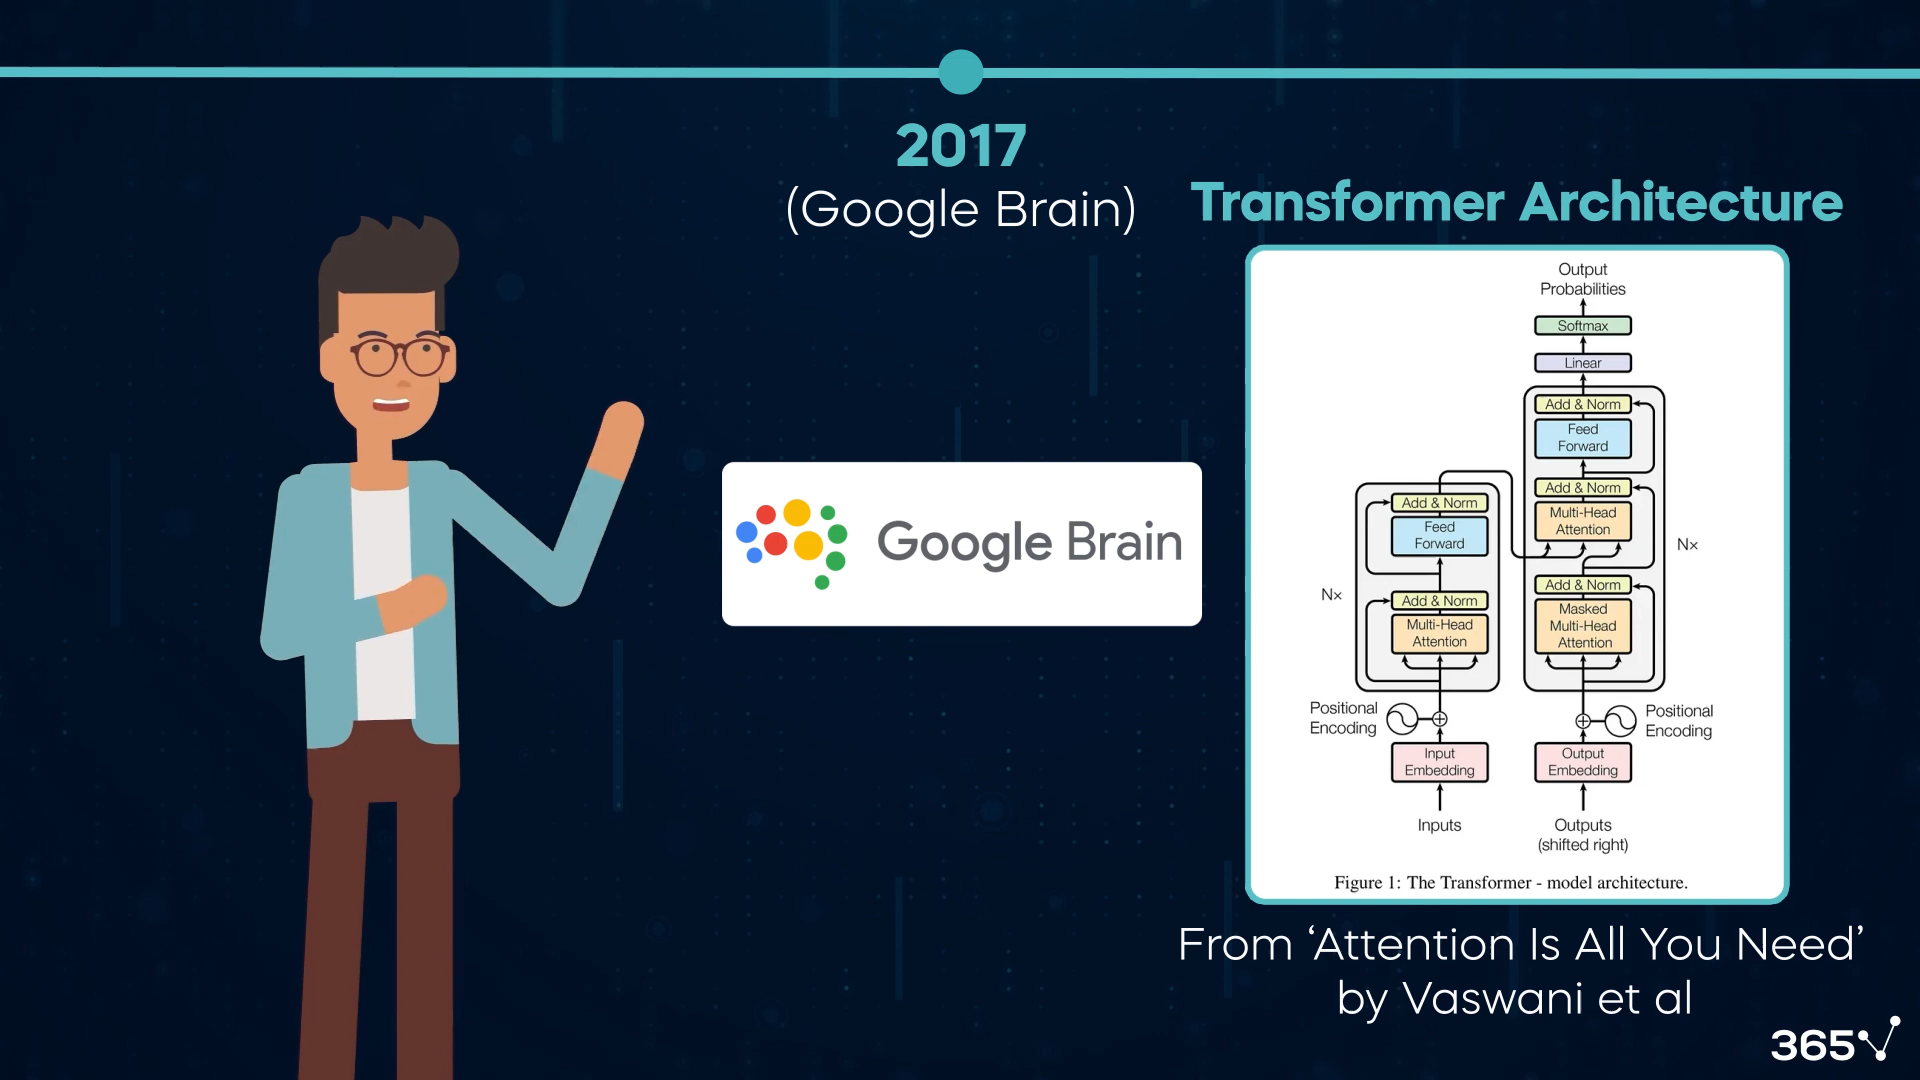 2017
(Google Brain)
Transformer Architecture
Google Brain
Output
Probabilities
Softmax
Linear
Add & Norm
Feed
Forward
Add & Norm
Multi-Head
Attention
Nx
Add & Norm
Masked
Multi-Head
Attention
Add & Norm
Feed
Forward
Nx
Add & Norm
Multi-Head
Attention
Positional
Encoding
Positional
Encoding
Input
Embedding
Output
Embedding
Inputs
Outputs
(shifted right)
Figure 1: The Transformer - model architecture.
From ‘Attention Is All You Need’
by Vaswani et al
365